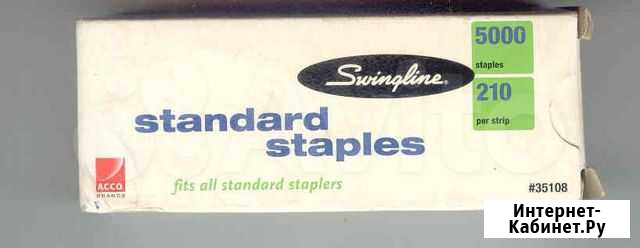 Swingline
5000
staples
210
per strip
standard
staples
ACCO
BRANDS
fits all standard staplers
#35108
Интернет-
Кабинет.Ру